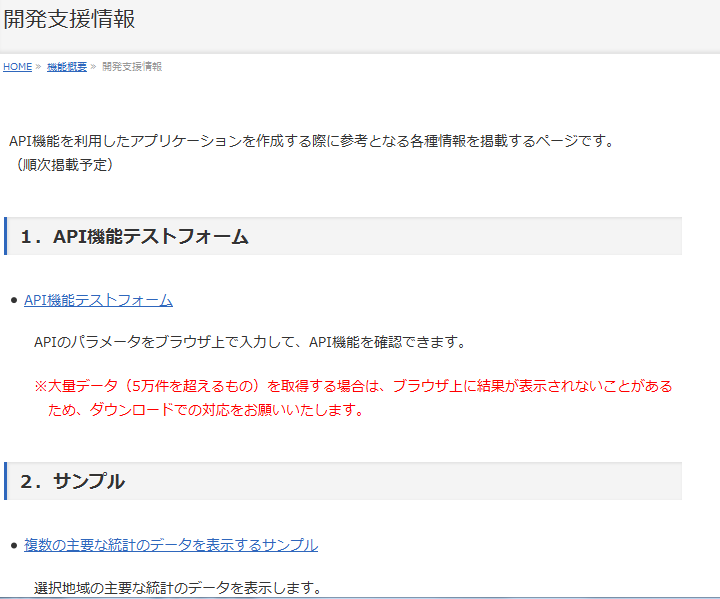 開発支援情報
HOME » 機能概要 » 開発支援情報
API機能を利用したアプリケーションを作成する際に参考となる各種情報を掲載するページです。
（順次掲載予定）
1．API機能テストフォーム
• API機能テストフォーム
APIのパラメータをブラウザ上で入力して、API機能を確認できます。
※大量データ（5万件を超えるもの）を取得する場合は、ブラウザ上に結果が表示されないことがある
ため、ダウンロードでの対応をお願いいたします。
2．サンプル
• 複数の主要な統計のデータを表示するサンプル
選択地域の主要な統計のデータを表示します。